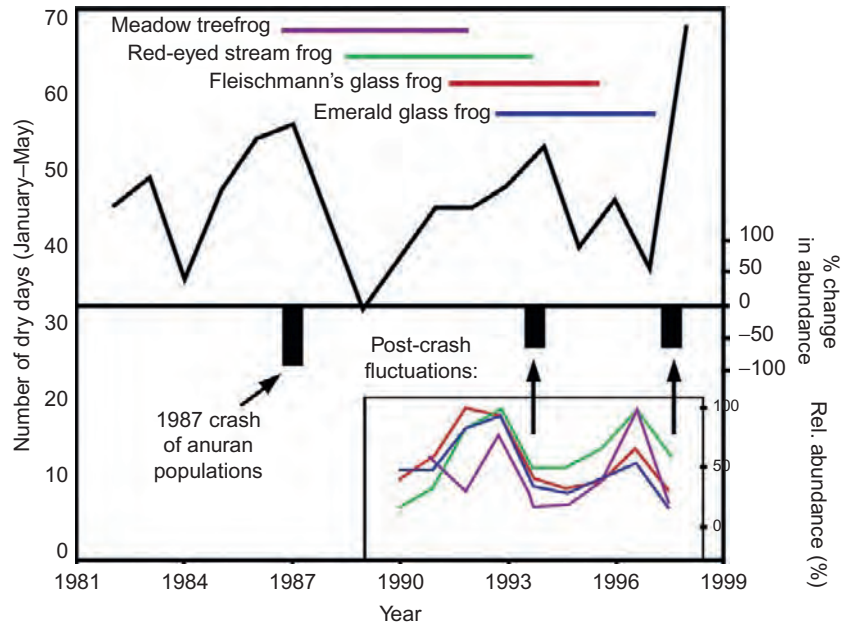 70
60
50
40
30
20
10
0
Number of dry days (January–May)
Meadow treefrog
Red-eyed stream frog
Fleischmann's glass frog
Emerald glass frog
100
50
0
−50
−100
% change
in abundance
Post-crash
fluctuations:
1987 crash
of anuran
populations
100
50
0
Rel. abundance (%)
1981
1984
1987
1990
1993
1996
1999
Year